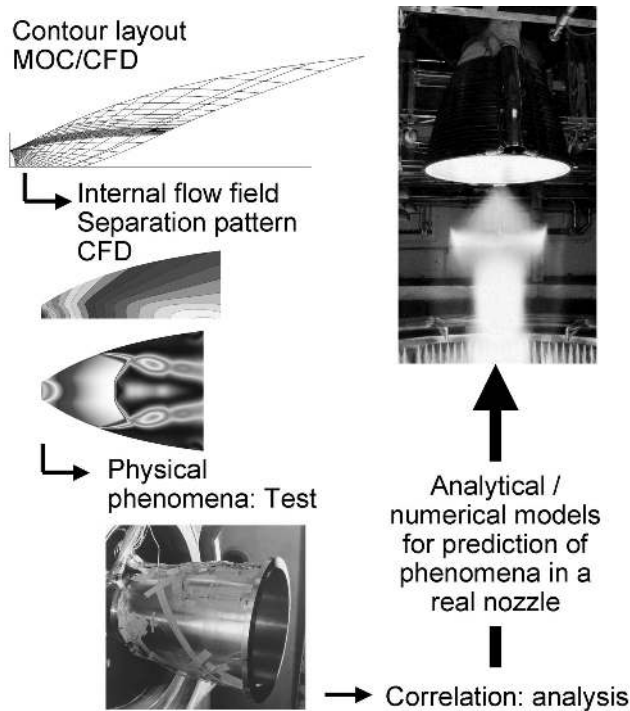 Contour layout
MOC/CFD
Internal flow field
Separation pattern
CFD
Physical
phenomena: Test
Correlation: analysis
Analytical /
numerical models
for prediction of
phenomena in a
real nozzle